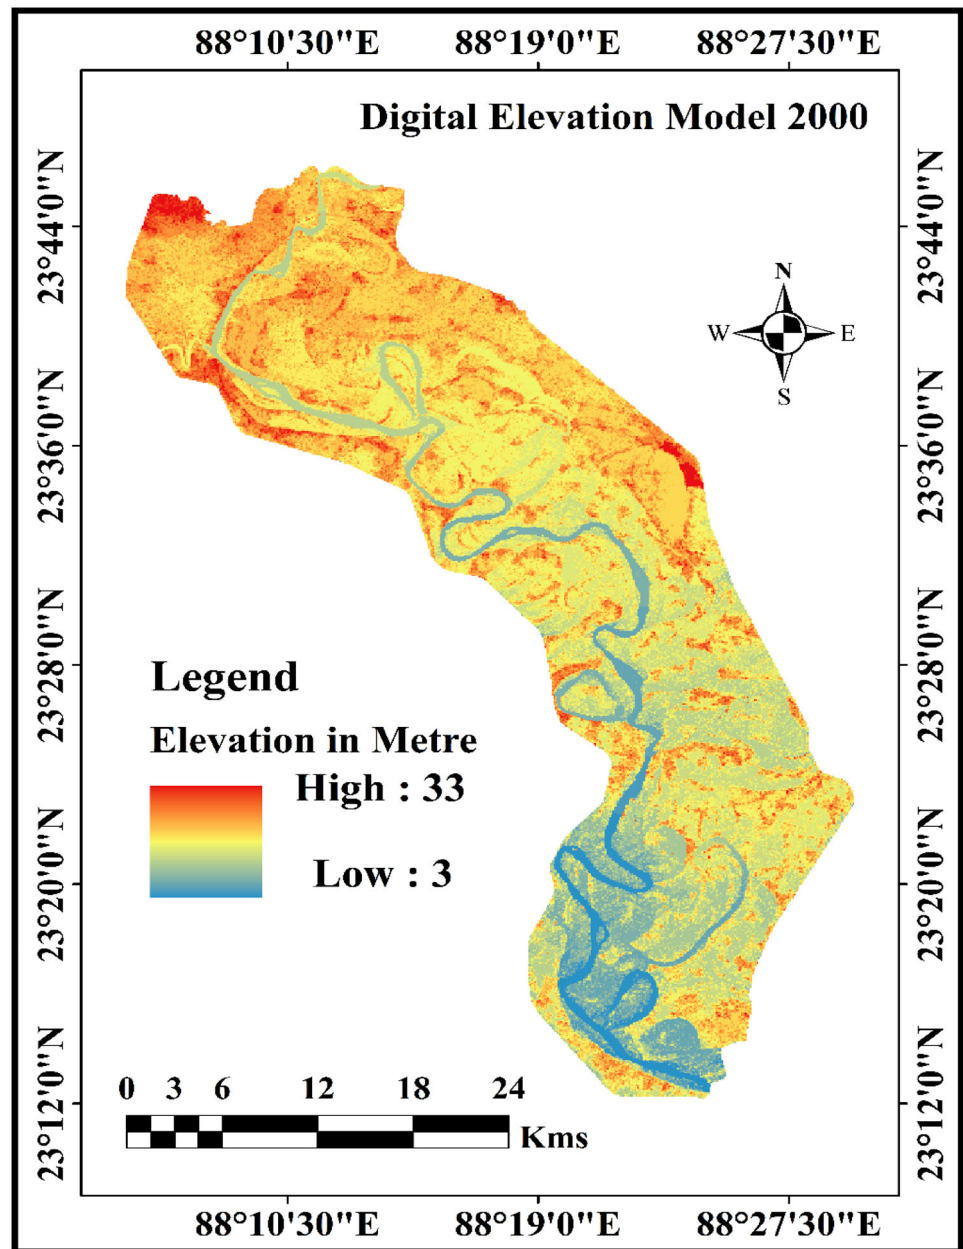 88°10'30"E 88°19'0"E 88°27'30"E
Digital Elevation Model 2000
23°44'0"N 23°44'0"N
N
W E
S
23°36'0"N 23°36'0"N
23°28'0"N 23°28'0"N
Legend
Elevation in Metre
High : 33
Low : 3
23°20'0"N 23°20'0"N
23°12'0"N 23°12'0"N
0 3 6 12 18 24
Kms
88°10'30"E 88°19'0"E 88°27'30"E